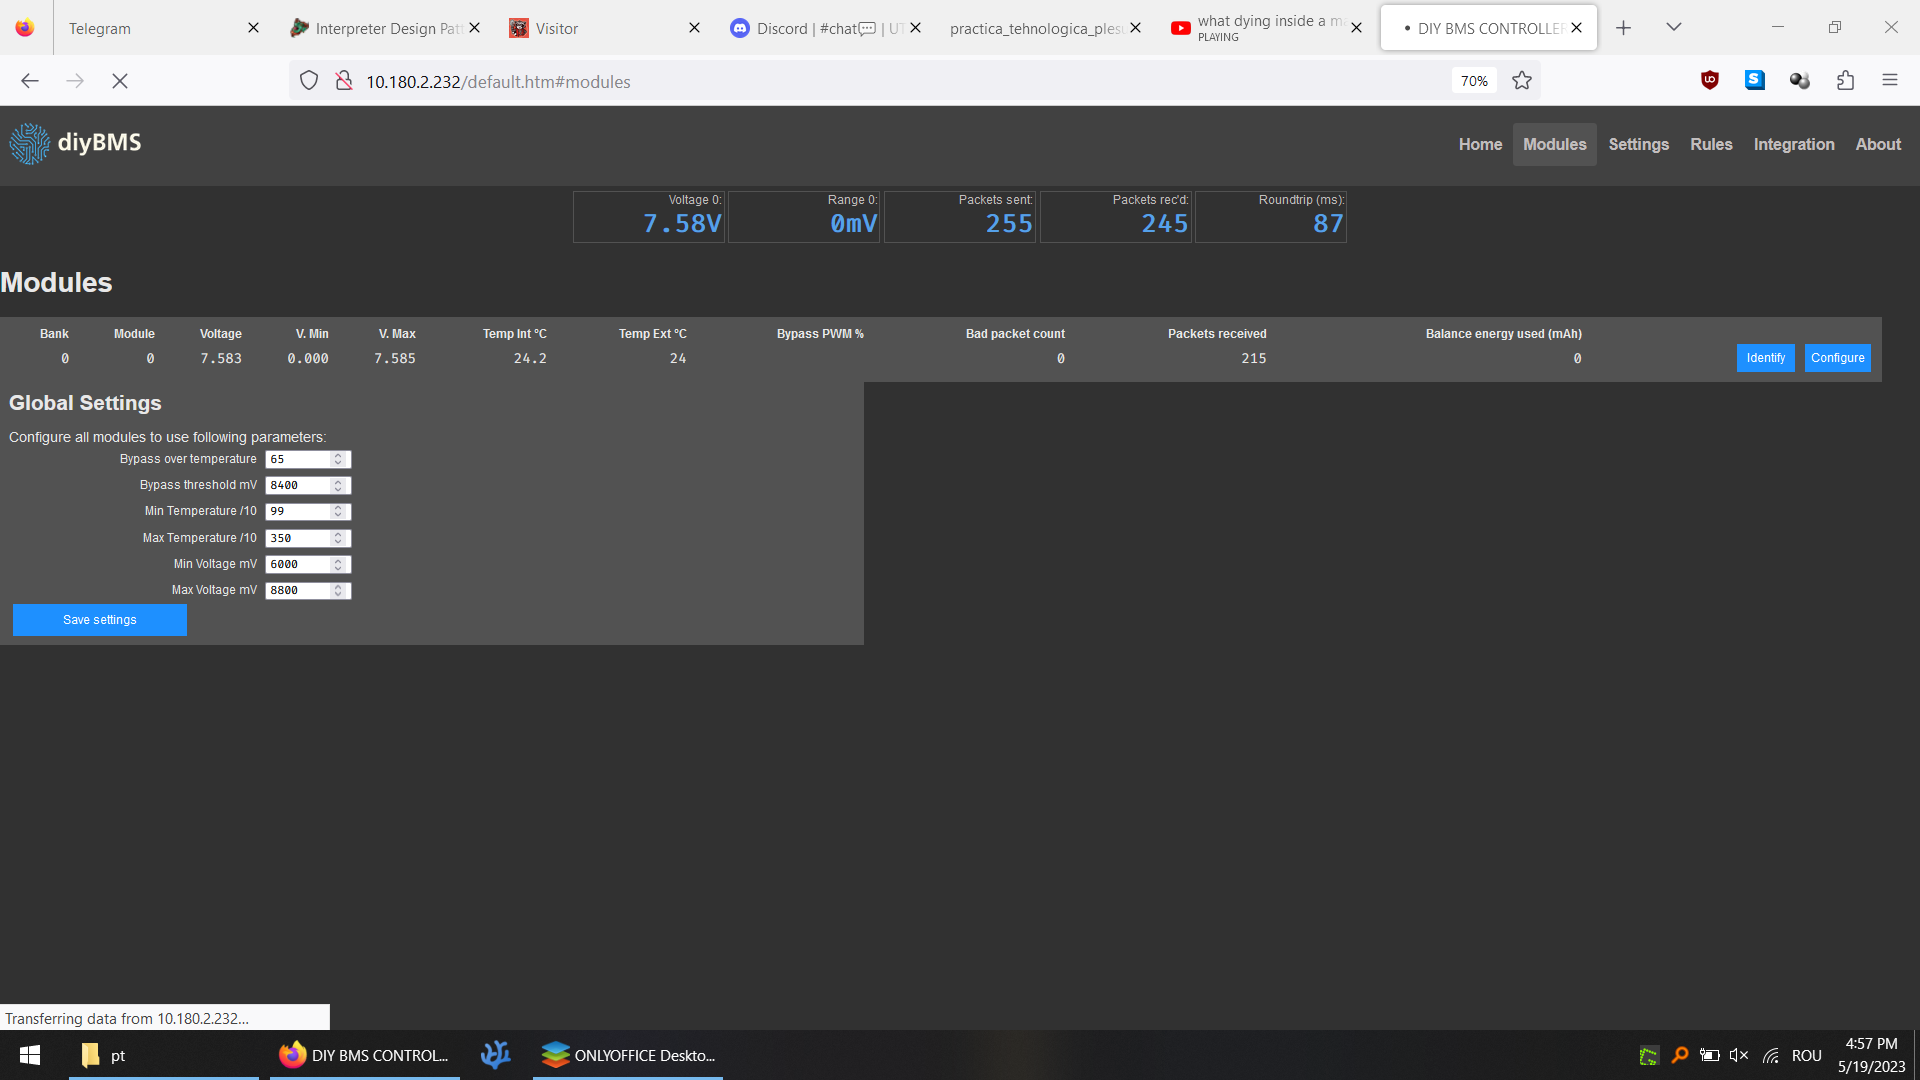 Telegram
Interpreter Design Patt
Visitor
Discord | #chat💬 | UT
practica_tehnologica_plesu
what dying inside a ma
PLAYING
• DIY BMS CONTROLLER
10.180.2.232/default.htm#modules
70%
diyBMS
Home
Modules
Settings
Rules
Integration
About
Voltage 0:
7.58V
Range 0:
0mV
Packets sent:
255
Packets rec'd:
245
Roundtrip (ms):
87
Modules
Bank Module Voltage V. Min V. Max Temp Int °C Temp Ext °C Bypass PWM % Bad packet count Packets received Balance energy used (mAh)
0 0 7.583 0.000 7.585 24.2 24 0 215 0 Identify Configure
Global Settings
Configure all modules to use following parameters:
Bypass over temperature 65
Bypass threshold mV 8400
Min Temperature /10 99
Max Temperature /10 350
Min Voltage mV 6000
Max Voltage mV 8800
Save settings
Transferring data from 10.180.2.232...
pt
DIY BMS CONTROL...
ONLYOFFICE Deskto...
ROU
4:57 PM
5/19/2023